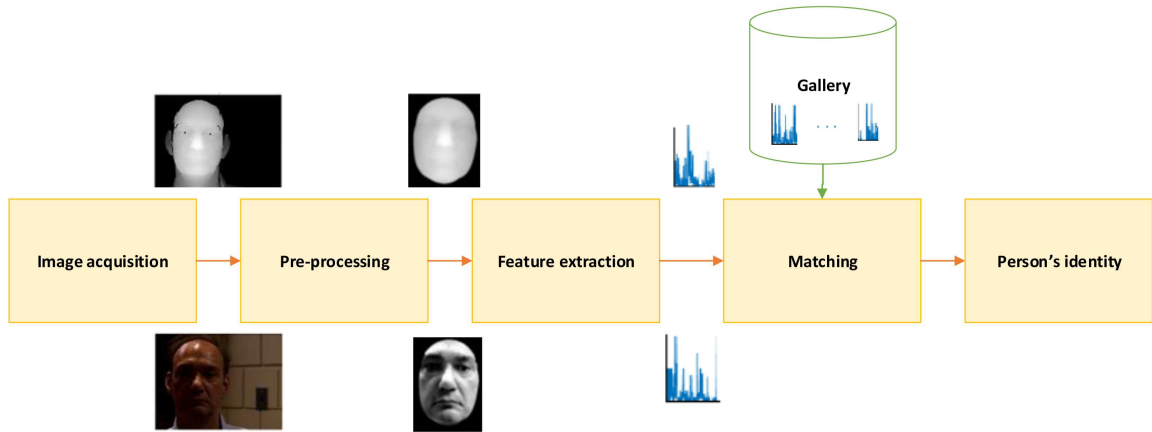 Gallery
. . .
Image acquisition
Pre-processing
Feature extraction
Matching
Person's identity